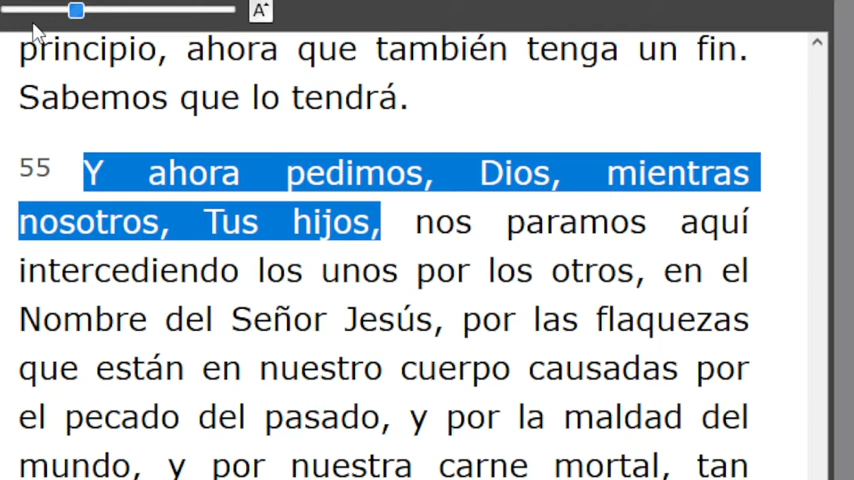 A
principio, ahora que también tenga un fin.
Sabemos que lo tendrá.
55 Y ahora pedimos, Dios, mientras
nosotros, Tus hijos, nos paramos aquí
intercediendo los unos por los otros, en el
Nombre del Señor Jesús, por las flaquezas
que están en nuestro cuerpo causadas por
el pecado del pasado, y por la maldad del
mundo, y por nuestra carne mortal, tan